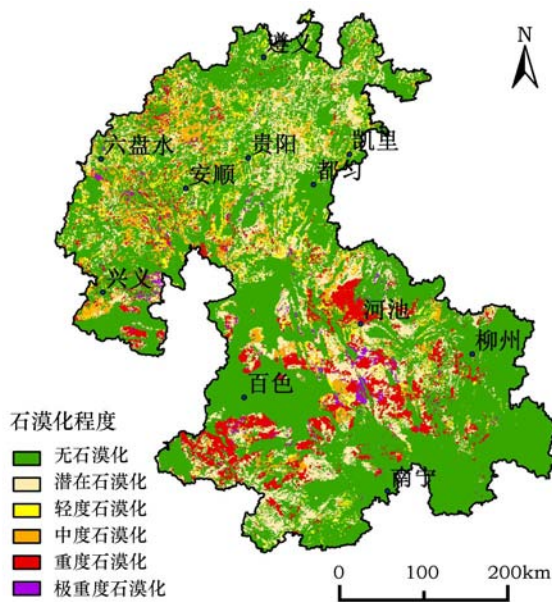 遵义
N
六盘水
贵阳
凯里
安顺
都匀
兴义
河池
柳州
百色
南宁
石漠化程度
无石漠化
潜在石漠化
轻度石漠化
中度石漠化
重度石漠化
极重度石漠化
0 100 200km